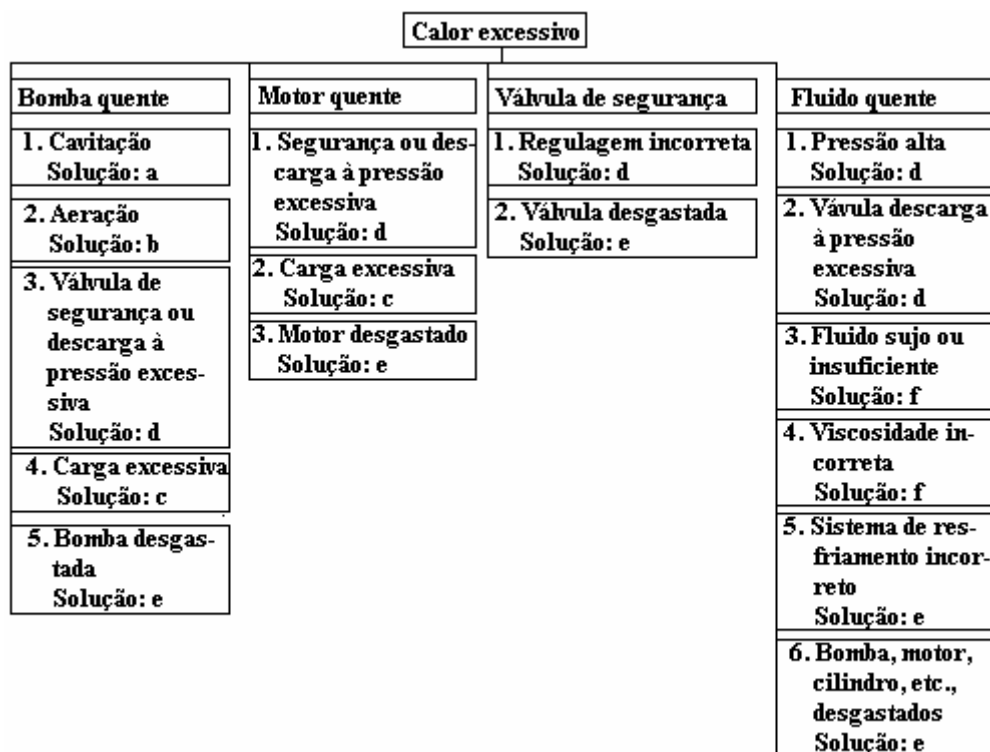 Calor excessivo
Bomba quente
1. Cavitação
Solução: a
2. Aeração
Solução: b
3. Válvula de
segurança ou
descarga à
pressão exces-
siva
Solução: d
4. Carga excessiva
Solução: c
5. Bomba desgas-
tada
Solução: e
Motor quente
1. Segurança ou des-
carga à pressão
excessiva
Solução: d
2. Carga excessiva
Solução: c
3. Motor desgastado
Solução: e
Válvula de segurança
1. Regulagem incorreta
Solução: d
2. Válvula desgastada
Solução: e
Fluido quente
1. Pressão alta
Solução: d
2. Vávula descarga
à pressão
excessiva
Solução: d
3. Fluido sujo ou
insuficiente
Solução: f
4. Viscosidade in-
correta
Solução: f
5. Sistema de res-
friamento incor-
reto
Solução: e
6. Bomba, motor,
cilindro, etc.,
desgastados
Solução: e